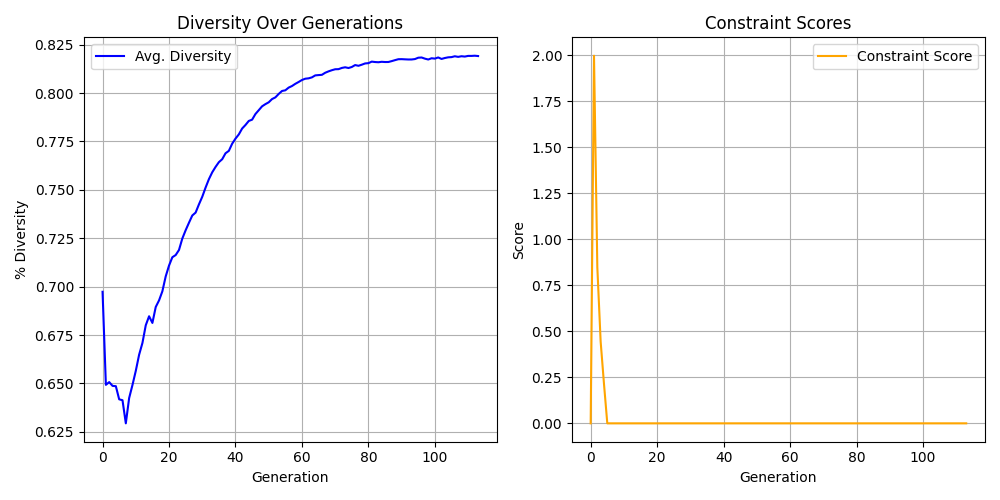 Diversity Over Generations
Avg. Diversity
% Diversity
0.825
0.800
0.775
0.750
0.725
0.700
0.675
0.650
0.625
0 20 40 60 80 100
Generation
Constraint Scores
Constraint Score
Score
2.00
1.75
1.50
1.25
1.00
0.75
0.50
0.25
0.00
0 20 40 60 80 100
Generation